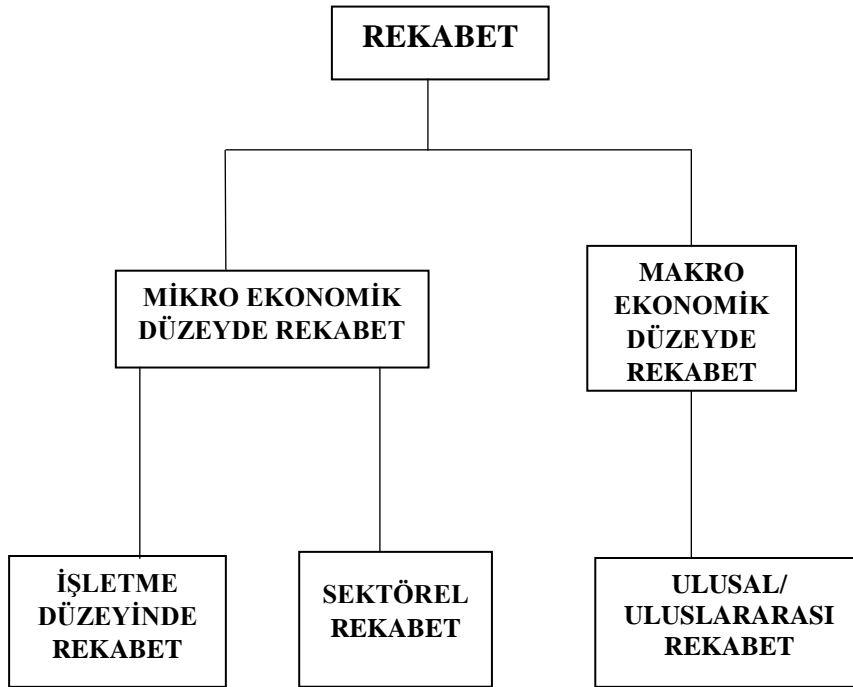 REKABET
MİKRO EKONOMİK
DÜZEYDE REKABET
MAKRO
EKONOMİK
DÜZEYDE
REKABET
İŞLETME
DÜZEYİNDE
REKABET
SEKTÖREL
REKABET
ULUSAL/
ULUSLARARASI
REKABET